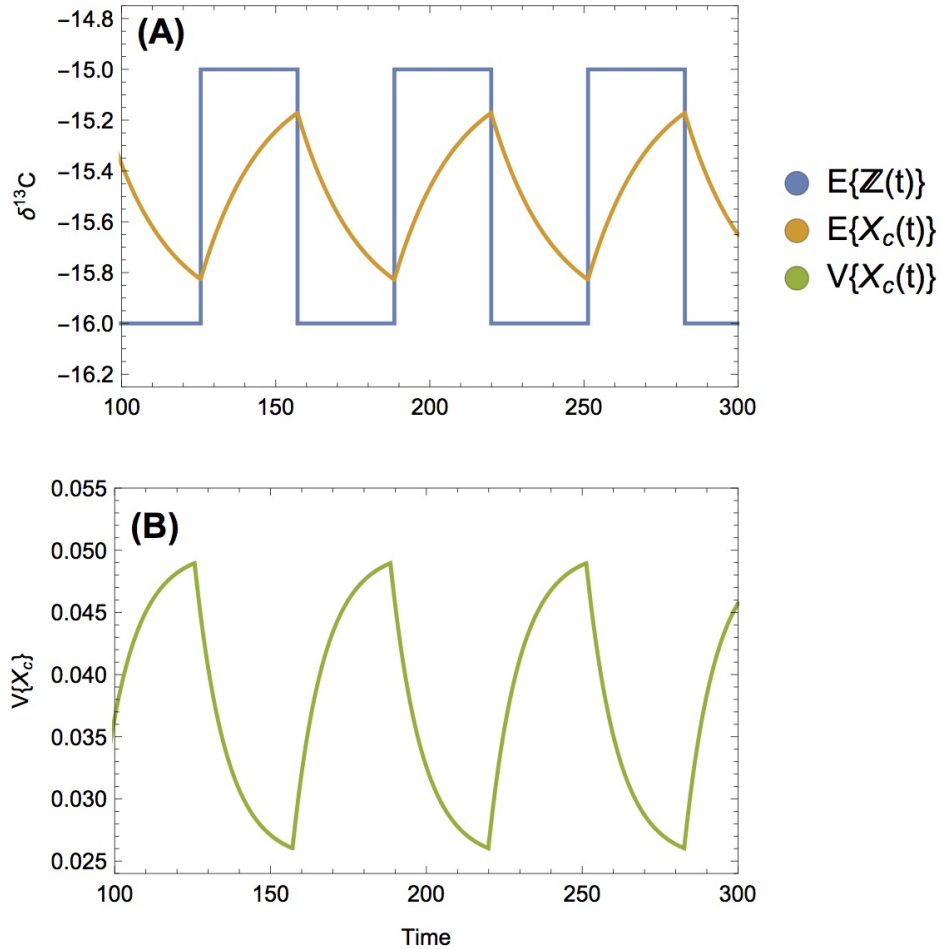 (A)
-14.8
-15.0
-15.2
-15.4
-15.6
-15.8
-16.0
-16.2
δ¹³C
100 150 200 250 300
E{ℤ(t)}
E{X_c(t)}
V{X_c(t)}
(B)
0.055
0.050
0.045
0.040
0.035
0.030
0.025
V{X_c}
100 150 200 250 300
Time